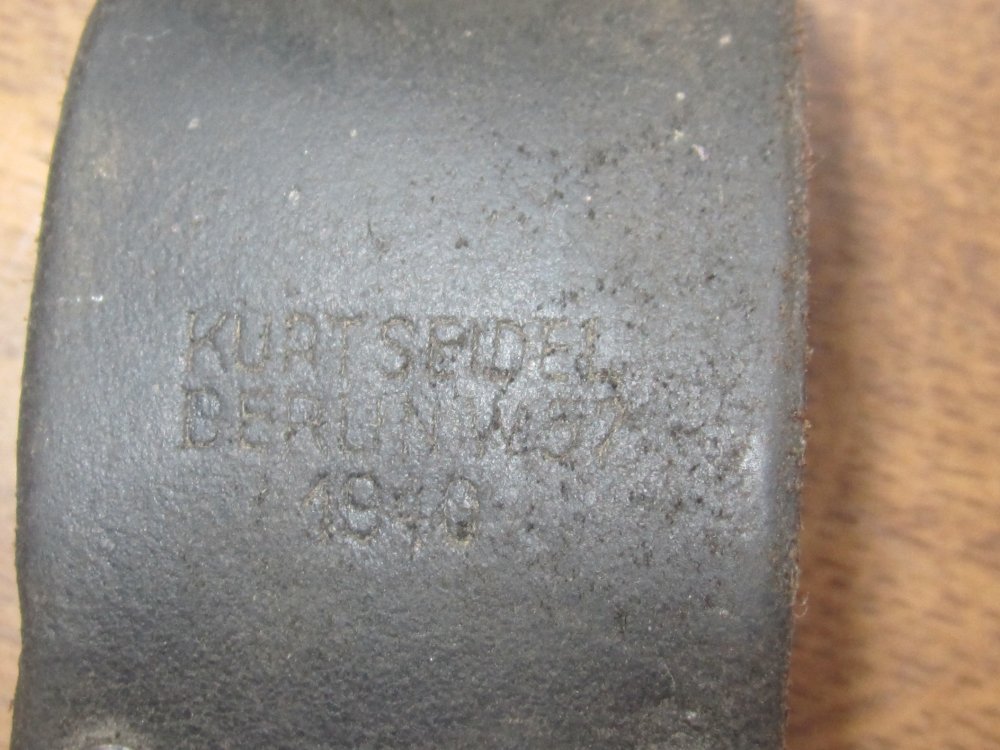 KURT SEIDEL
BERLIN W. 57
1940